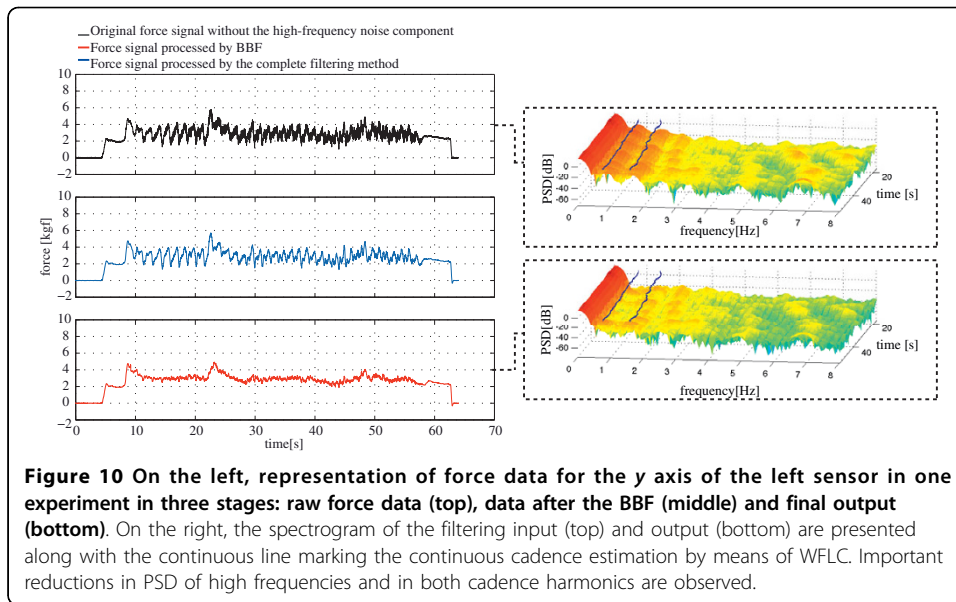 Original force signal without the high-frequency noise component
Force signal processed by BBF
Force signal processed by the complete filtering method
10
8
6
4
2
0
−2
10
8
6
4
2
0
−2
10
8
6
4
2
0
−2
force [kgf]
0 10 20 30 40 50 60 70
time[s]
PSD[dB]
0
-20
-40
-60
0 1 2 3 4 5 6 7 8
frequency[Hz]
20
40
time [s]
PSD[dB]
0
-20
-40
-60
0 1 2 3 4 5 6 7 8
frequency[Hz]
20
40
time [s]
Figure 10 On the left, representation of force data for the y axis of the left sensor in one
experiment in three stages: raw force data (top), data after the BBF (middle) and final output
(bottom). On the right, the spectrogram of the filtering input (top) and output (bottom) are presented
along with the continuous line marking the continuous cadence estimation by means of WFLC. Important
reductions in PSD of high frequencies and in both cadence harmonics are observed.